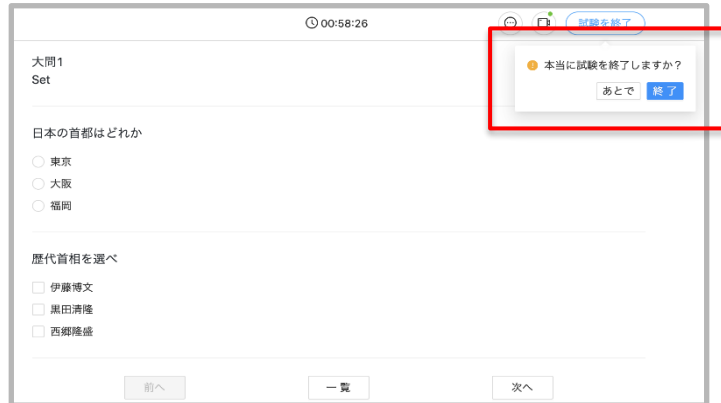 00:58:26
試験を終了
本当に試験を終了しますか？
あとで
終了
大問1
Set
日本の首都はどれか
東京
大阪
福岡
歴代首相を選べ
伊藤博文
黒田清隆
西郷隆盛
前へ
一覧
次へ